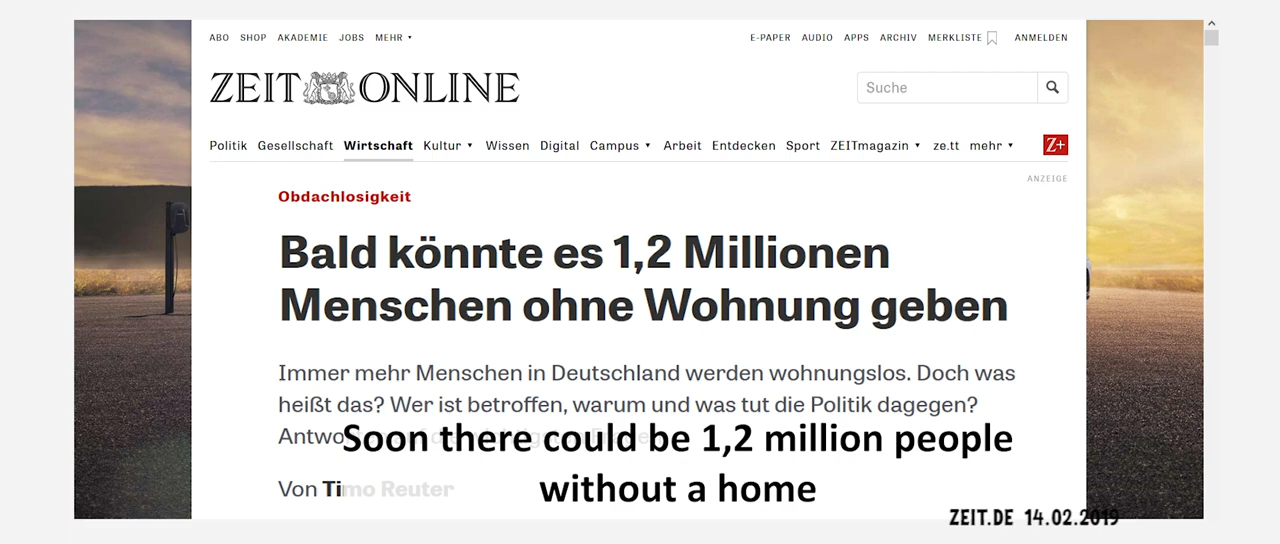 ABO SHOP AKADEMIE JOBS MEHR E-PAPER AUDIO APPS ARCHIV MERKLISTE ANMELDEN
ZEIT ONLINE
Suche
Politik Gesellschaft Wirtschaft Kultur Wissen Digital Campus Arbeit Entdecken Sport ZEITmagazin ze.tt mehr Z+
ANZEIGE
Obdachlosigkeit
Bald könnte es 1,2 Millionen
Menschen ohne Wohnung geben
Immer mehr Menschen in Deutschland werden wohnungslos. Doch was
heißt das? Wer ist betroffen, warum und was tut die Politik dagegen?
Soon there could be 1,2 million people
without a home
Von Timo Reuter
ZEIT.DE 14.02.2019